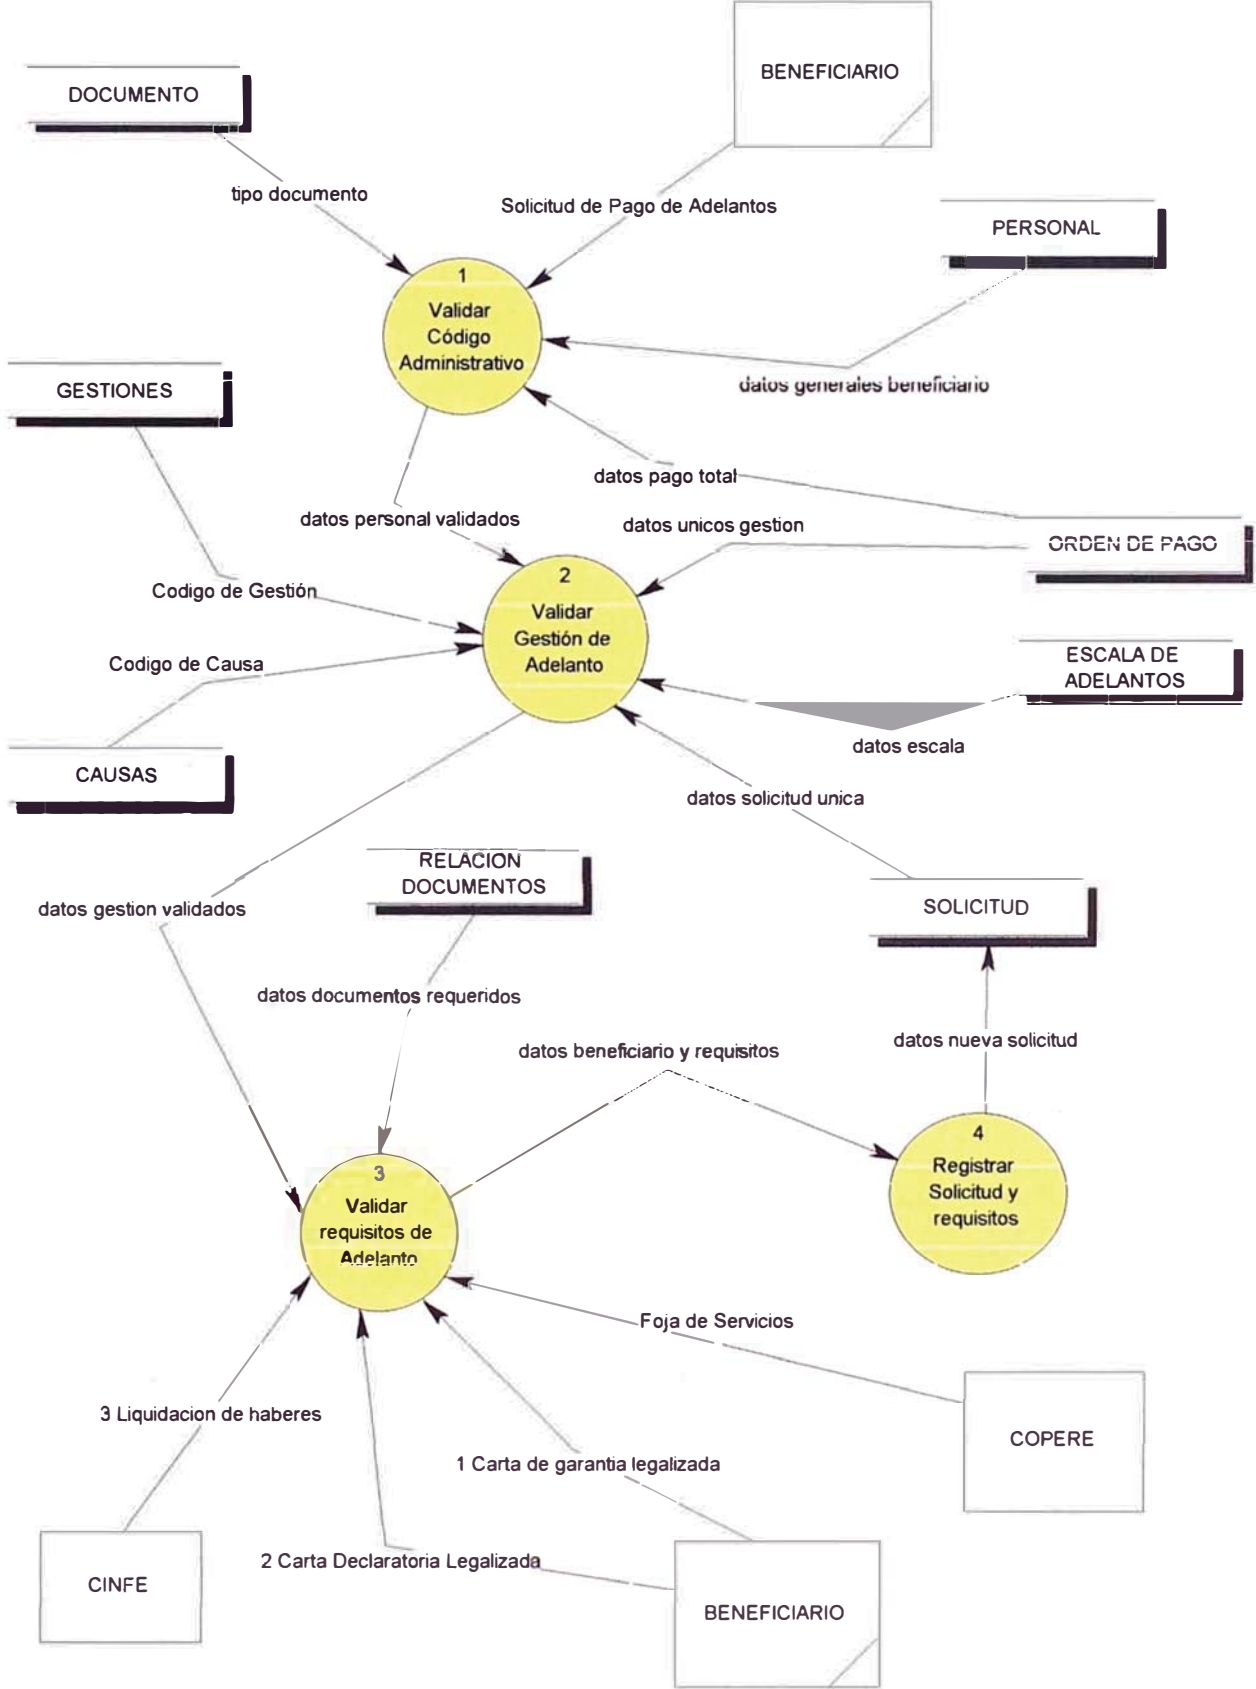 BENEFICIARIO
DOCUMENTO
tipo documento
Solicitud de Pago de Adelantos
PERSONAL
1
Validar
Código
Administrativo
datos generales beneficiario
GESTIONES
datos pago total
datos personal validados
datos unicos gestion
ORDEN DE PAGO
2
Validar
Gestión de
Adelanto
Codigo de Gestión
Codigo de Causa
ESCALA DE
ADELANTOS
datos escala
CAUSAS
datos solicitud unica
RELACION
DOCUMENTOS
datos gestion validados
SOLICITUD
datos documentos requeridos
datos beneficiario y requisitos
datos nueva solicitud
3
Validar
requisitos de
Adelanto
4
Registrar
Solicitud y
requisitos
Foja de Servicios
3 Liquidacion de haberes
COPERE
1 Carta de garantia legalizada
2 Carta Declaratoria Legalizada
CINFE
BENEFICIARIO